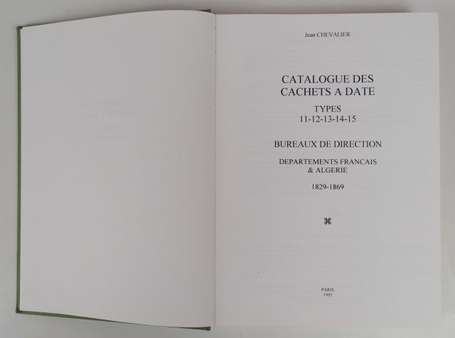 Jean CHEVALIER
CATALOGUE DES
CACHETS A DATE
TYPES
11-12-13-14-15
BUREAUX DE DIRECTION
DEPARTEMENTS FRANCAIS
& ALGERIE
1829-1869
⌘
PARIS